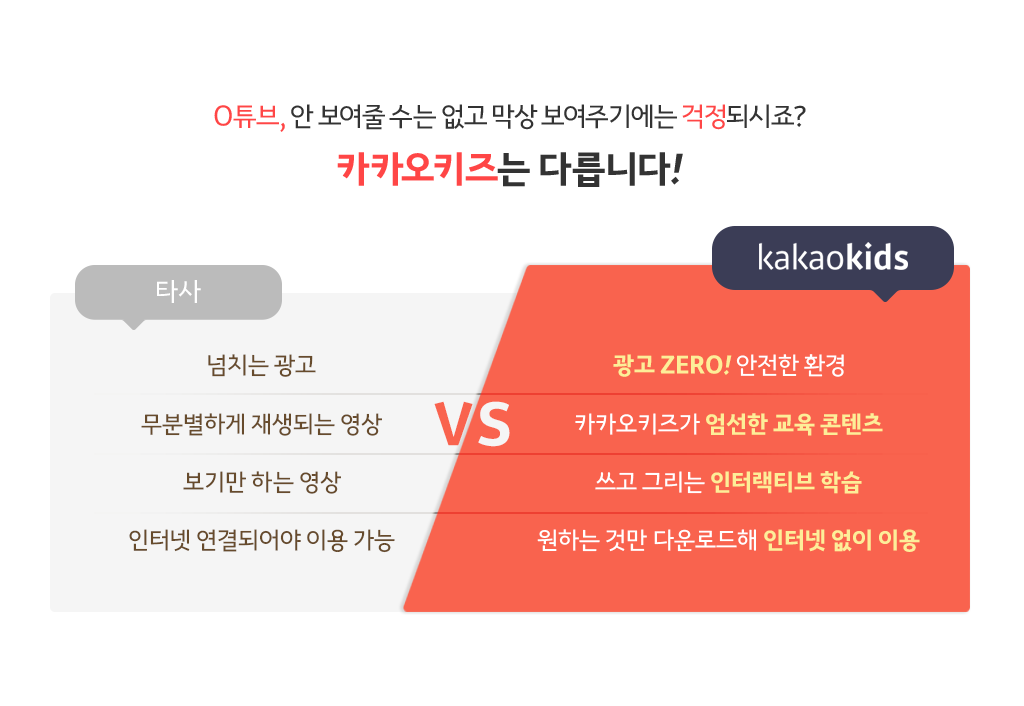 O튜브, 안 보여줄 수는 없고 막상 보여주기에는 걱정되시죠?
카카오키즈는 다릅니다!
타사
kakaokids
넘치는 광고
광고 ZERO! 안전한 환경
무분별하게 재생되는 영상
VS
카카오키즈가 엄선한 교육 콘텐츠
보기만 하는 영상
쓰고 그리는 인터랙티브 학습
인터넷 연결되어야 이용 가능
원하는 것만 다운로드해 인터넷 없이 이용